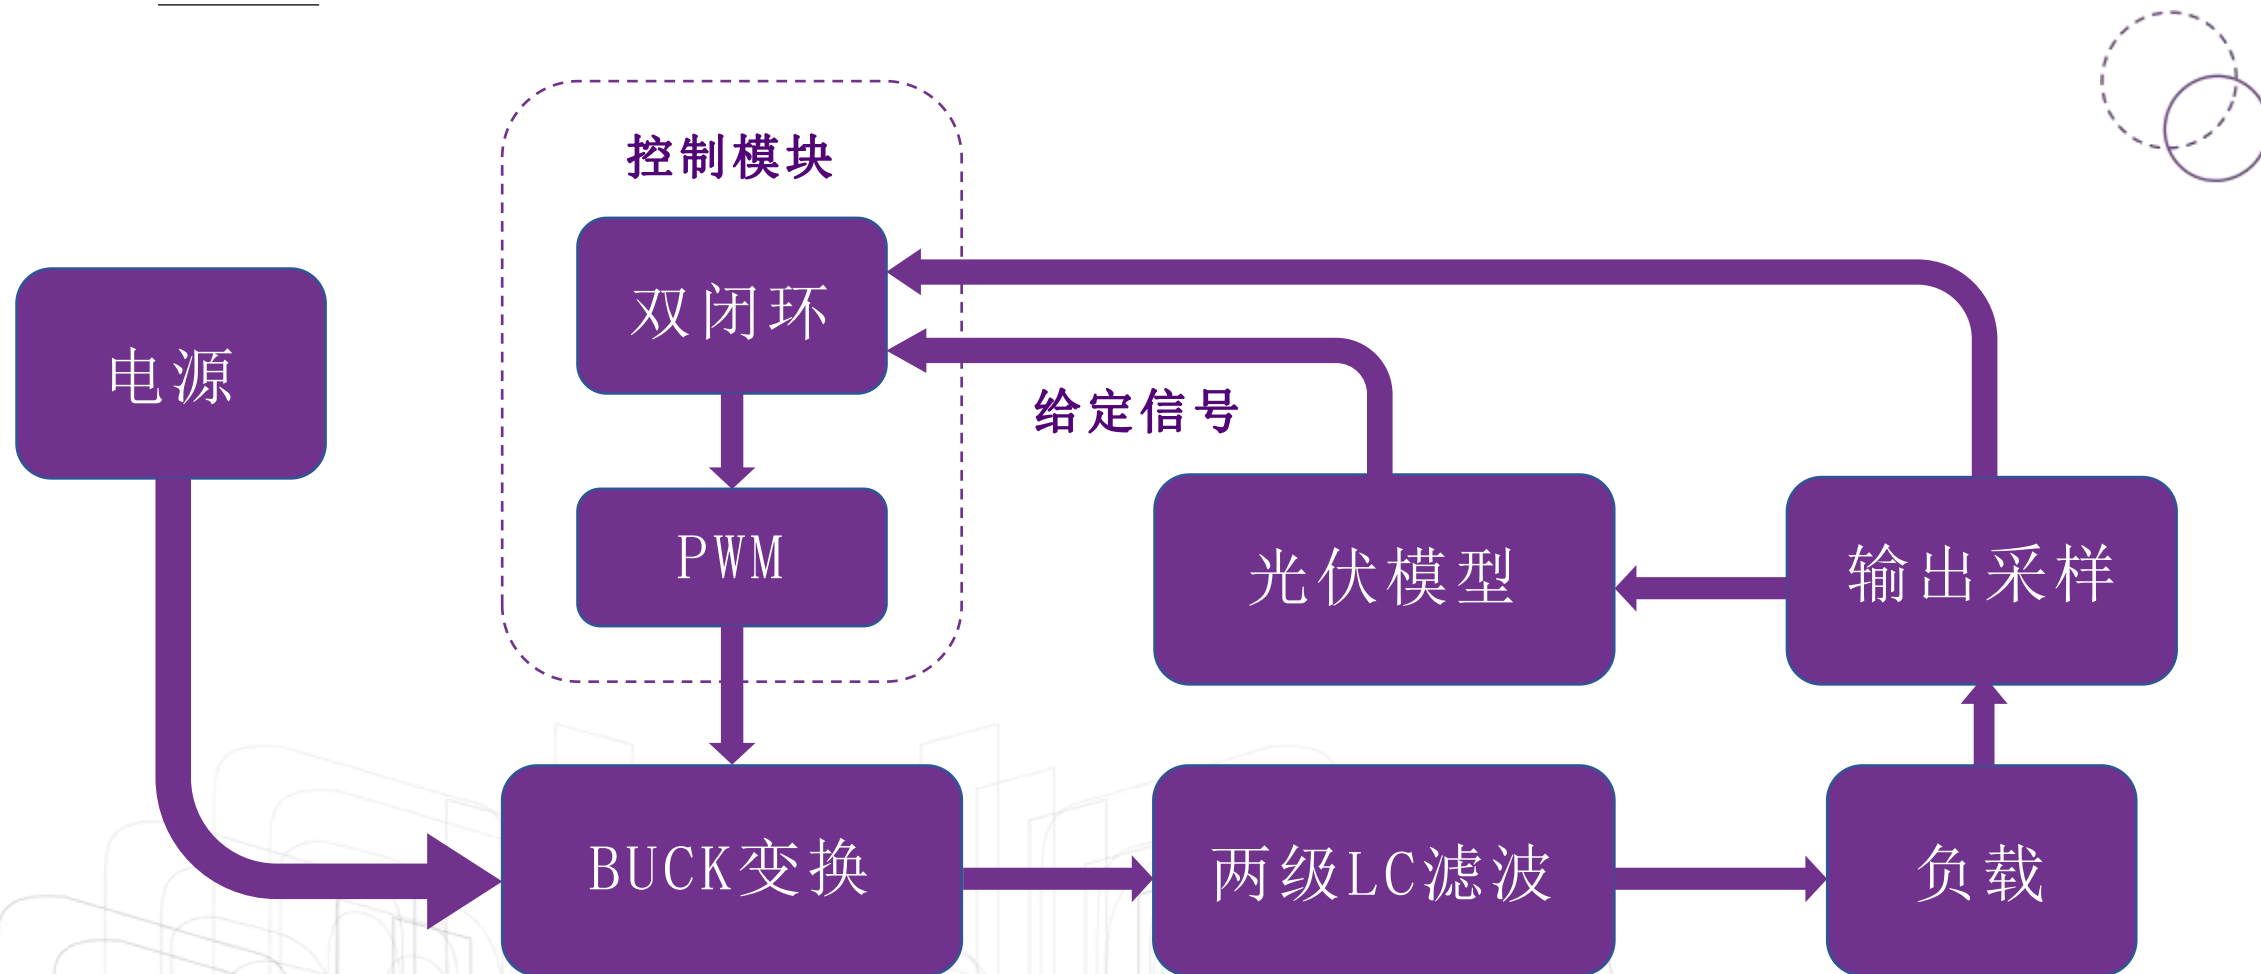 控制模块
双闭环
电源
给定信号
PWM
光伏模型
输出采样
BUCK变换
两级LC滤波
负载